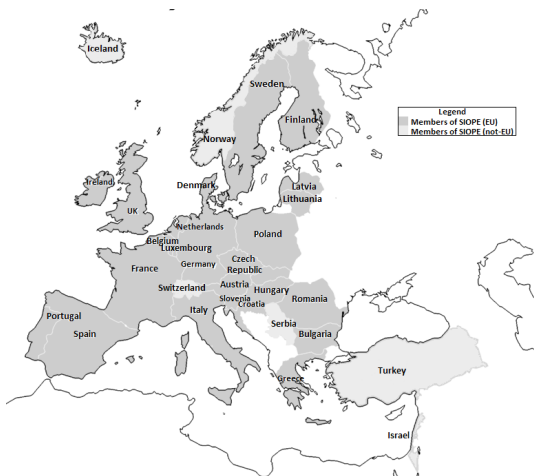 Iceland
Sweden
Finland
Norway
Legend
Members of SIOPE (EU)
Members of SIOPE (not-EU)
Ireland
Denmark
Latvia
Lithuania
UK
Netherlands
Belgium
Luxembourg
Poland
Germany
Czech
Republic
France
Switzerland
Austria
Hungary
Slovenia
Croatia
Romania
Portugal
Spain
Italy
Serbia
Bulgaria
Greece
Turkey
Israel